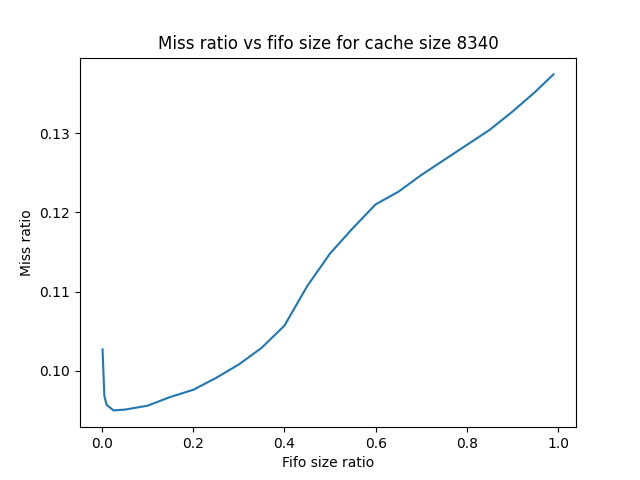 Miss ratio vs fifo size for cache size 8340
0.13
0.12
0.11
0.10
Miss ratio
0.0 0.2 0.4 0.6 0.8 1.0
Fifo size ratio